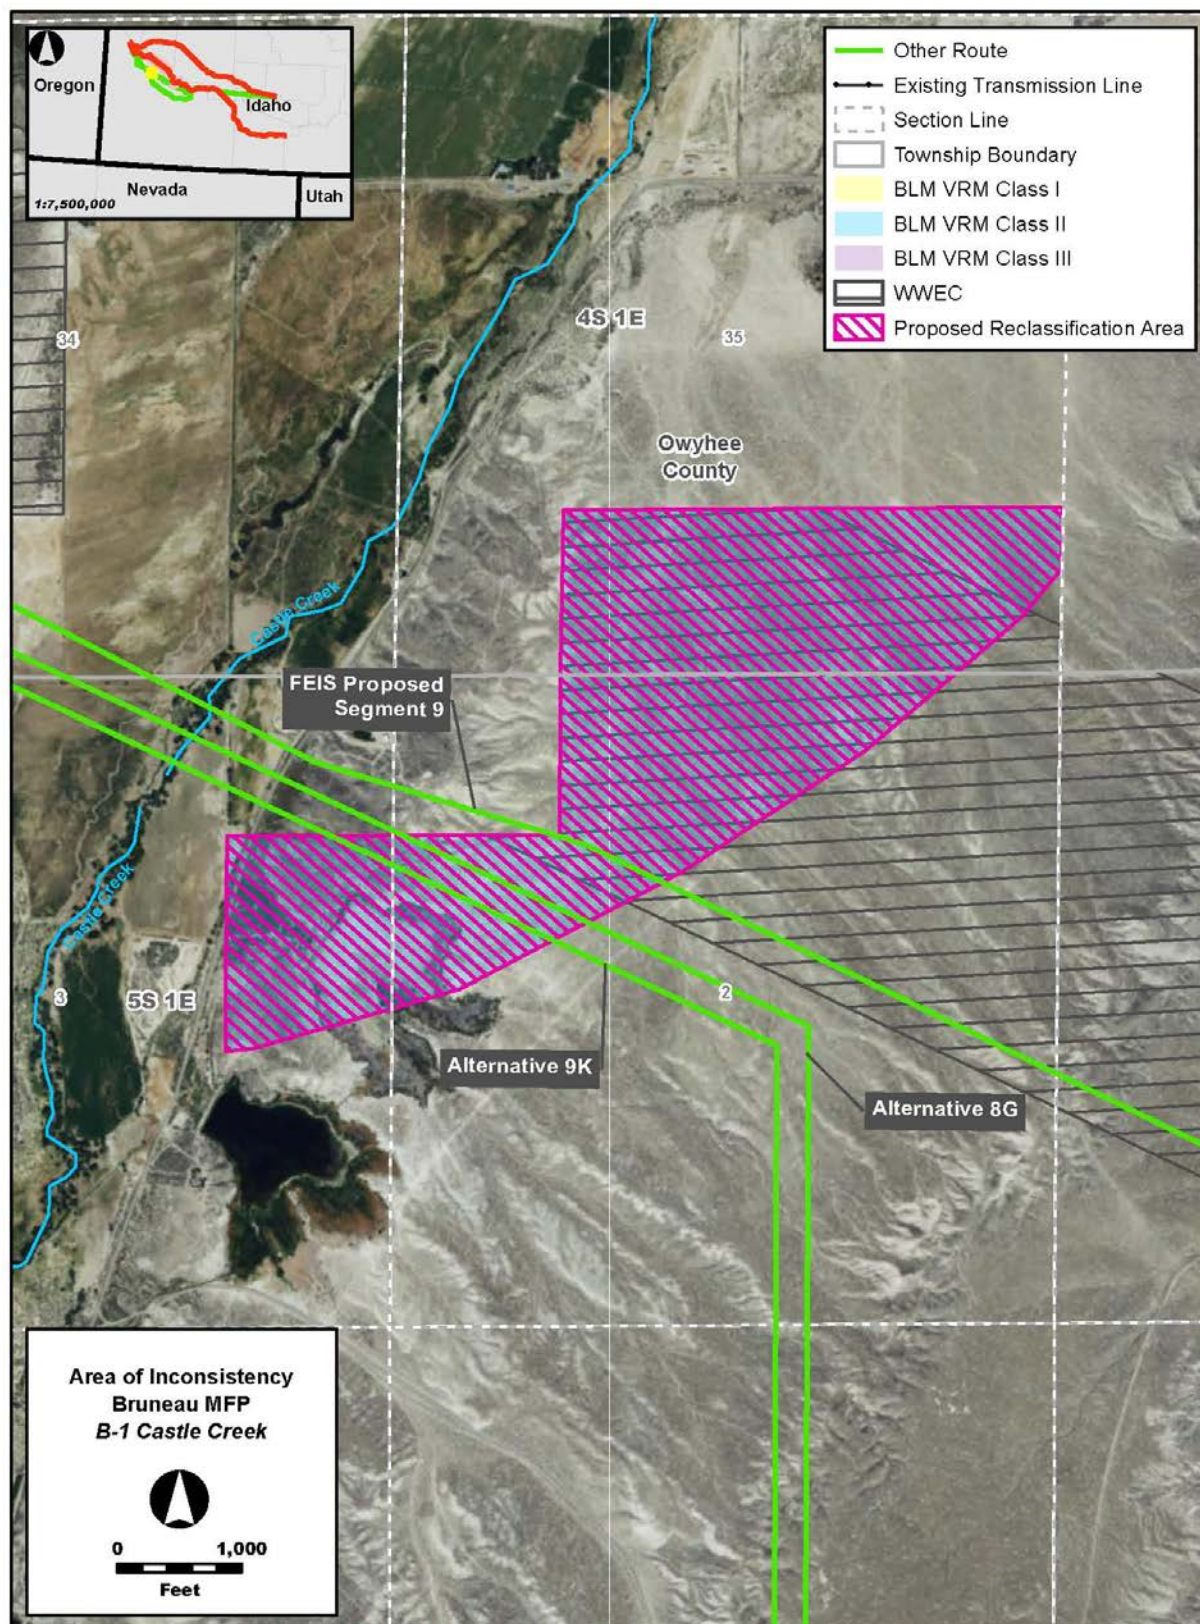 Oregon
Idaho
Nevada
Utah
1:7,500,000
Other Route
Existing Transmission Line
Section Line
Township Boundary
BLM VRM Class I
BLM VRM Class II
BLM VRM Class III
WWEC
Proposed Reclassification Area
4S 1E
34
35
Owyhee
County
Castle Creek
FEIS Proposed
Segment 9
Castle Creek
3
5S 1E
2
Alternative 9K
Alternative 8G
Area of Inconsistency
Bruneau MFP
B-1 Castle Creek
0 1,000
Feet